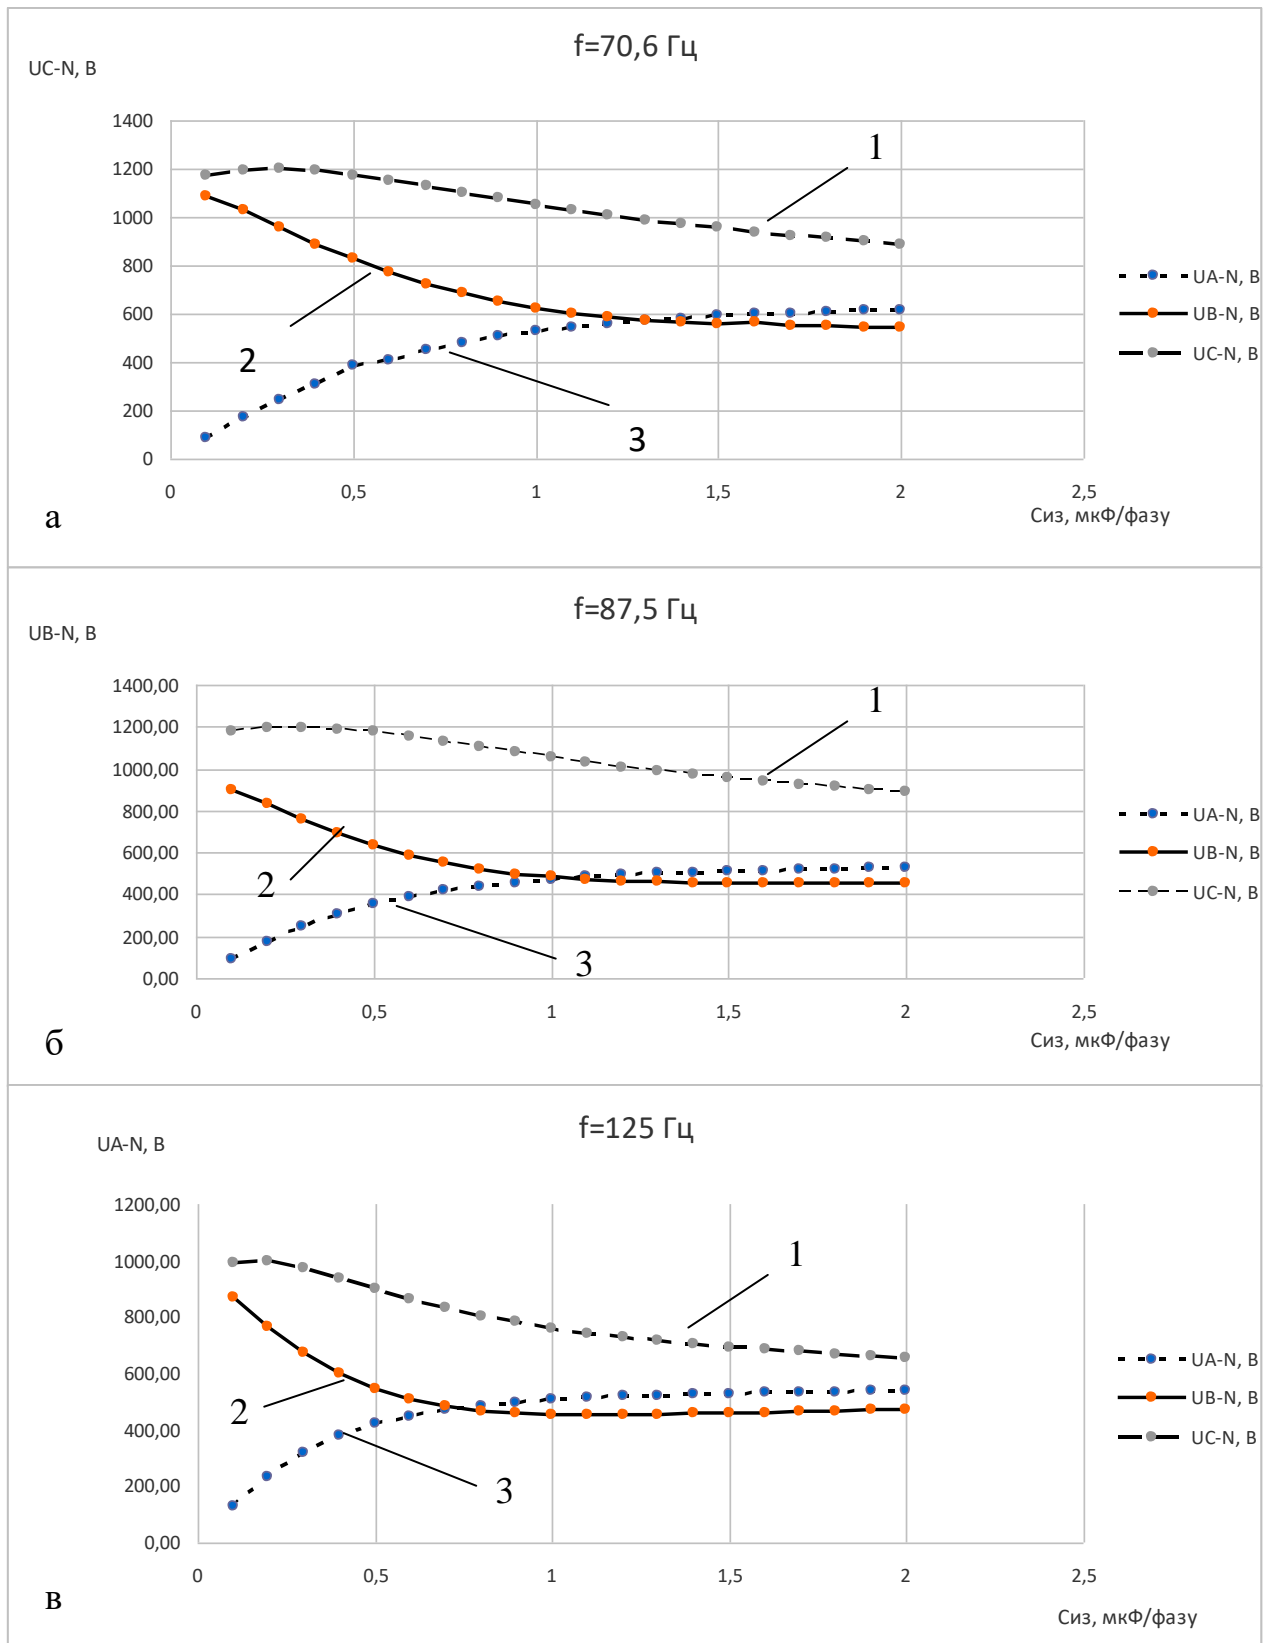 f=70,6 Гц
UC-N, В
1400
1200
1000
800
600
400
200
0
0 0,5 1 1,5 2 2,5
Сиз, мкФ/фазу
1
2
3
UA-N, В
UB-N, В
UC-N, В
а
f=87,5 Гц
UB-N, В
1400,00
1200,00
1000,00
800,00
600,00
400,00
200,00
0,00
0 0,5 1 1,5 2 2,5
Сиз, мкФ/фазу
1
2
3
UA-N, В
UB-N, В
UC-N, В
б
f=125 Гц
UA-N, В
1200,00
1000,00
800,00
600,00
400,00
200,00
0,00
0 0,5 1 1,5 2 2,5
Сиз, мкФ/фазу
1
2
3
UA-N, В
UB-N, В
UC-N, В
в